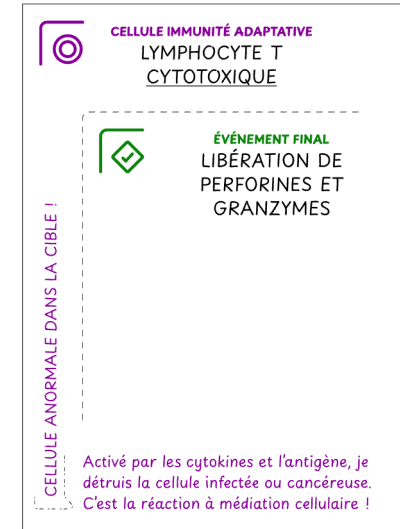 CELLULE IMMUNITÉ ADAPTATIVE
LYMPHOCYTE T
CYTOTOXIQUE
ÉVÉNEMENT FINAL
LIBÉRATION DE
PERFORINES ET
GRANZYMES
CELLULE ANORMALE DANS LA CIBLE !
Activé par les cytokines et l'antigène, je
détruis la cellule infectée ou cancéreuse.
C'est la réaction à médiation cellulaire !